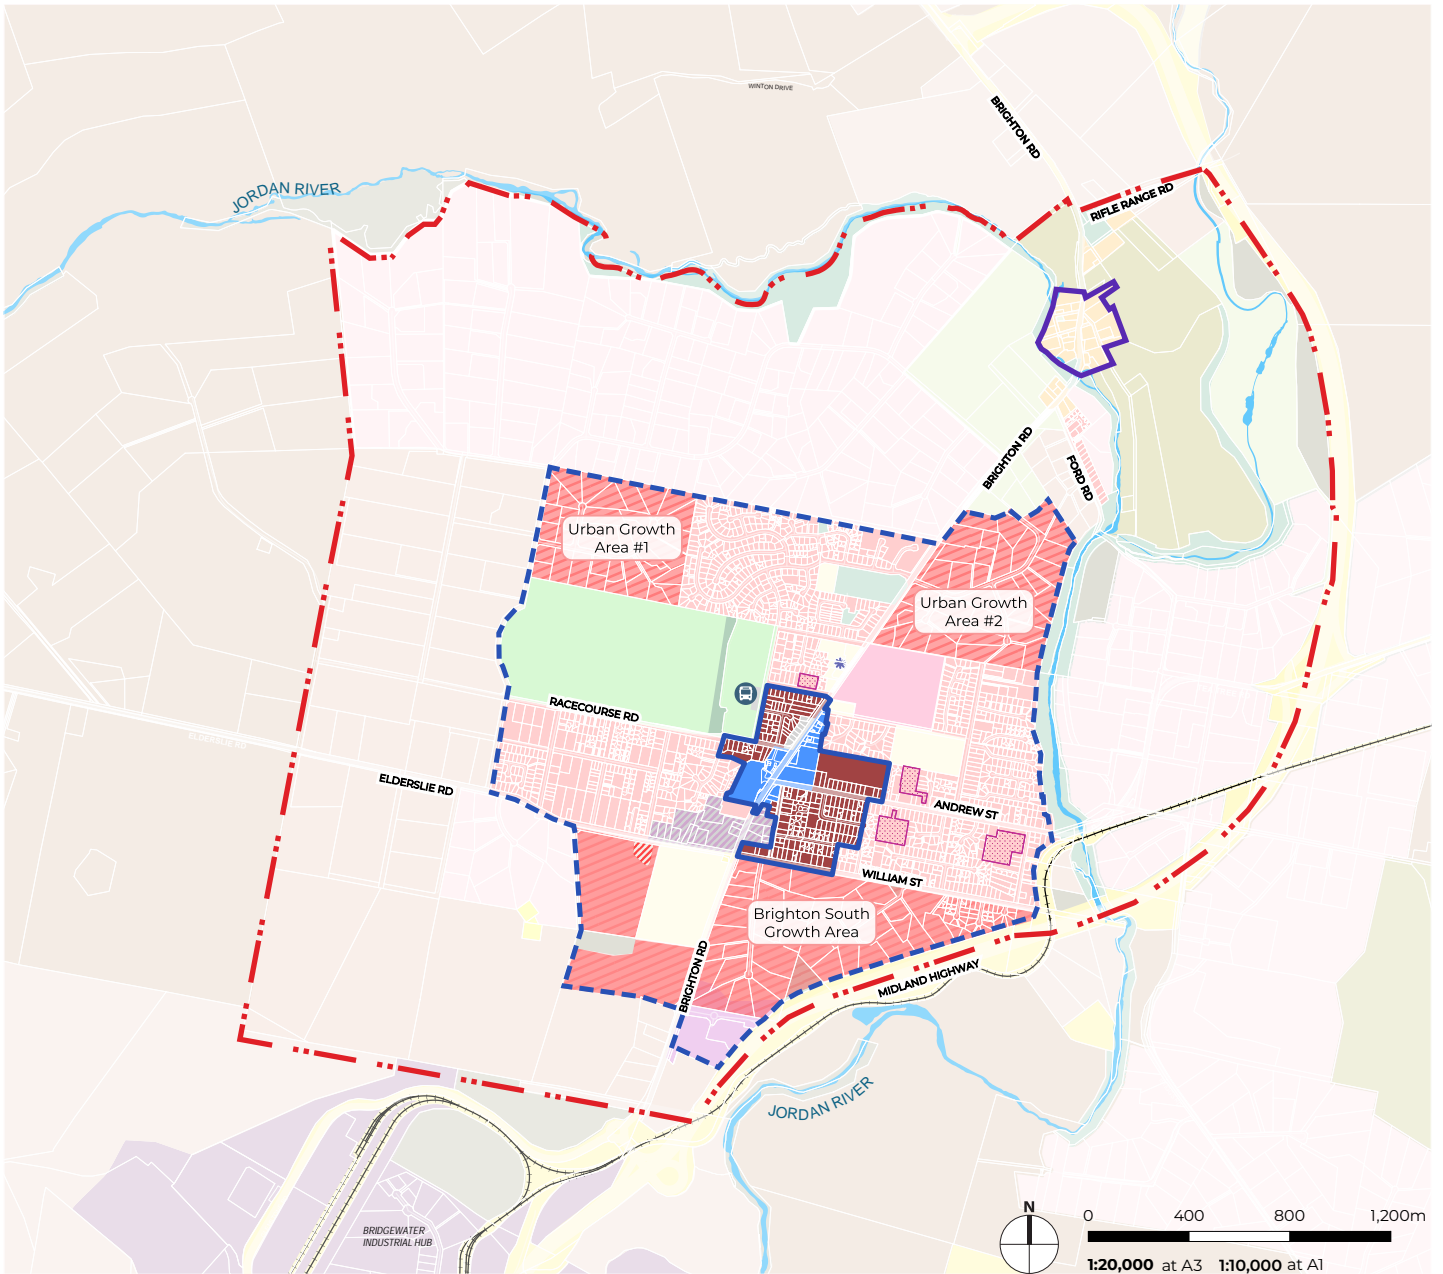 WINTON DRIVE
BRIGHTON RD
JORDAN RIVER
RIFLE RANGE RD
BRIGHTON RD
FORD RD
Urban Growth
Area #1
Urban Growth
Area #2
RACECOURSE RD
ELDERSLIE RD
ELDERSLIE RD
ANDREW ST
WILLIAM ST
Brighton South
Growth Area
BRIGHTON RD
MIDLAND HIGHWAY
JORDAN RIVER
BRIDGEWATER
INDUSTRIAL HUB
N
0 400 800 1,200m
1:20,000 at A3 1:10,000 at A1